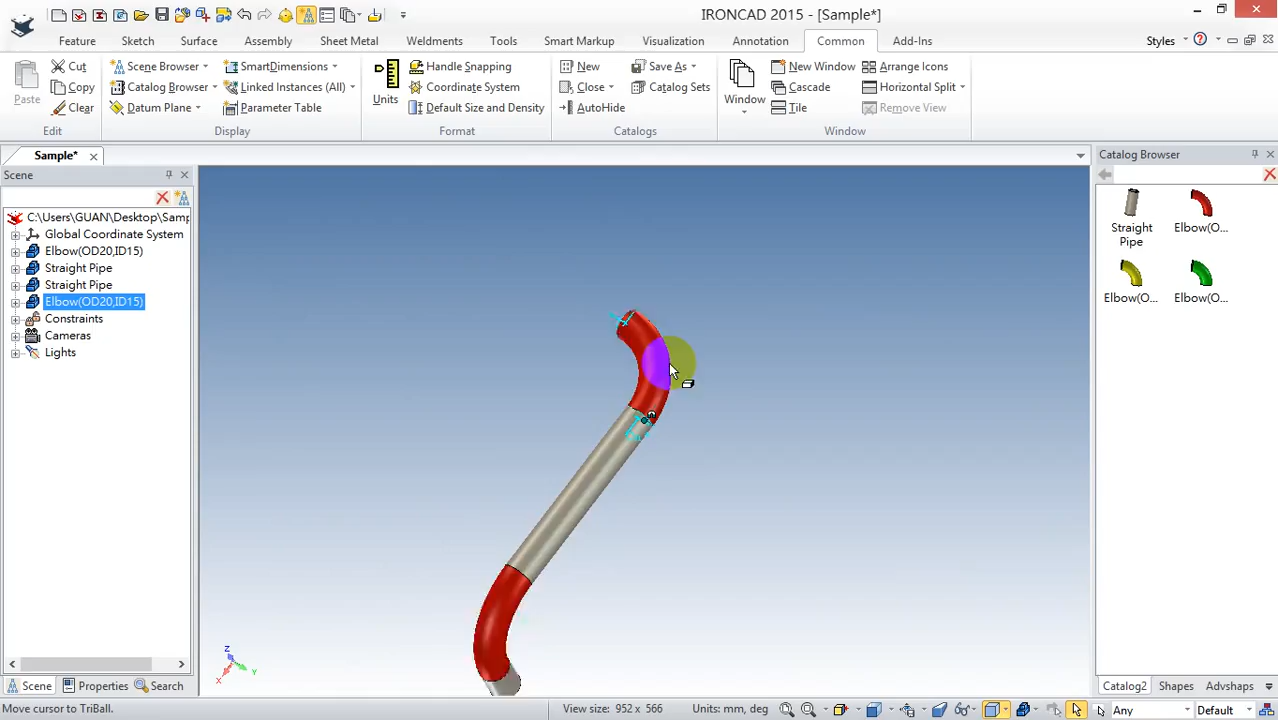 IRONCAD 2015 - [Sample*]
Feature Sketch Surface Assembly Sheet Metal Weldments Tools Smart Markup Visualization Annotation Common Add-Ins Styles
Paste Cut Scene Browser SmartDimensions Units Handle Snapping New Save As Window New Window Arrange Icons
Copy Catalog Browser Linked Instances (All) Coordinate System Close Catalog Sets Cascade Horizontal Split
Clear Datum Plane Parameter Table Default Size and Density AutoHide Tile Remove View
Edit Display Format Catalogs Window
Sample*
Scene
C:\Users\GUAN\Desktop\Samp
Global Coordinate System
Elbow(OD20,ID15)
Straight Pipe
Straight Pipe
Elbow(OD20,ID15)
Constraints
Cameras
Lights
Z
X
Y
Catalog Browser
Straight Pipe
Elbow(O...
Elbow(O...
Elbow(O...
Scene Properties Search
Catalog2 Shapes Advshaps
Move cursor to TriBall. View size: 952 x 566 Units: mm, deg Any Default